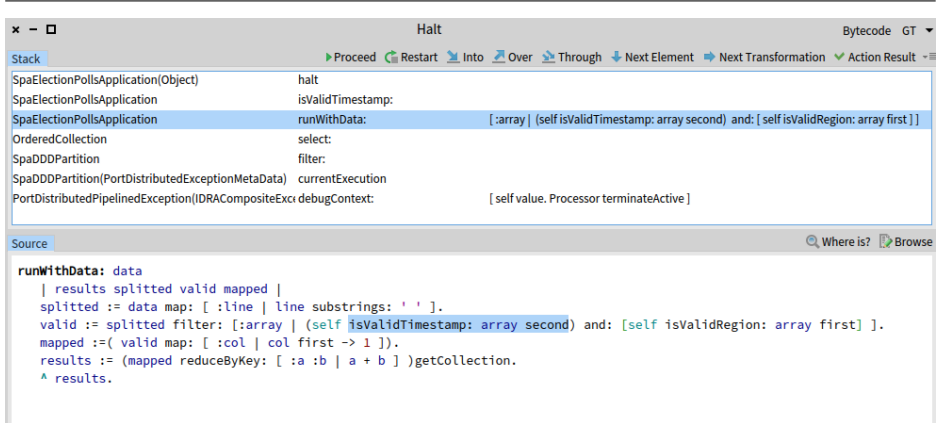 × – □ Halt Bytecode GT
Stack Proceed Restart Into Over Through Next Element Next Transformation Action Result
SpaElectionPollsApplication(Object) halt
SpaElectionPollsApplication isValidTimestamp:
SpaElectionPollsApplication runWithData: [ :array | (self isValidTimestamp: array second) and: [ self isValidRegion: array first ] ]
OrderedCollection select:
SpaDDDPartition filter:
SpaDDDPartition(PortDistributedExceptionMetaData) currentExecution
PortDistributedPipelinedException(IDRACompositeExce debugContext: [ self value. Processor terminateActive ]
Source Where is? Browse
runWithData: data
| results splitted valid mapped |
splitted := data map: [ :line | line substrings: ' ' ].
valid := splitted filter: [:array | (self isValidTimestamp: array second) and: [self isValidRegion: array first] ].
mapped :=( valid map: [ :col | col first -> 1 ]).
results := (mapped reduceByKey: [ :a :b | a + b ] )getCollection.
^ results.